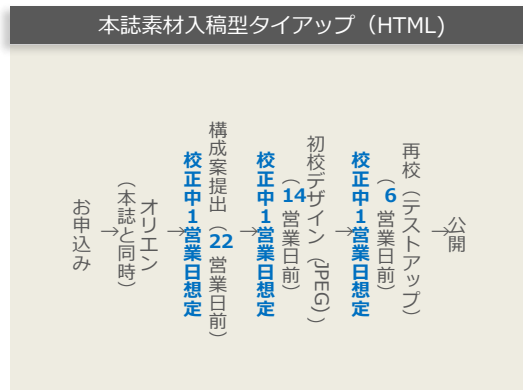 本誌素材入稿型タイアップ（HTML)
お申込み
→
オリエン
（本誌と同時）
→
構成案提出（22営業日前）
校正中1営業日想定
→
初校デザイン（JPEG））
（14営業日前）
校正中1営業日想定
→
再校（テストアップ）
（6営業日前）
校正中1営業日想定
→
公開